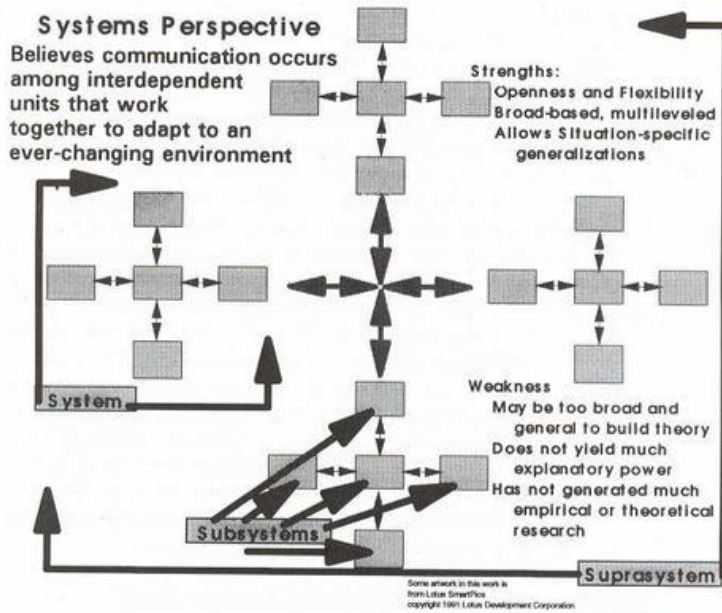 Systems Perspective
Believes communication occurs
among interdependent
units that work
together to adapt to an
ever-changing environment
Strengths:
Openness and Flexibility
Broad-based, multileveled
Allows Situation-specific
generalizations
System
Weakness
May be too broad and
general to build theory
Does not yield much
explanatory power
Has not generated much
empirical or theoretical
research
Subsystems
Suprasystem
Some artwork in this work is
from Lotus SmartPics
copyright 1991 Lotus Development Corporation